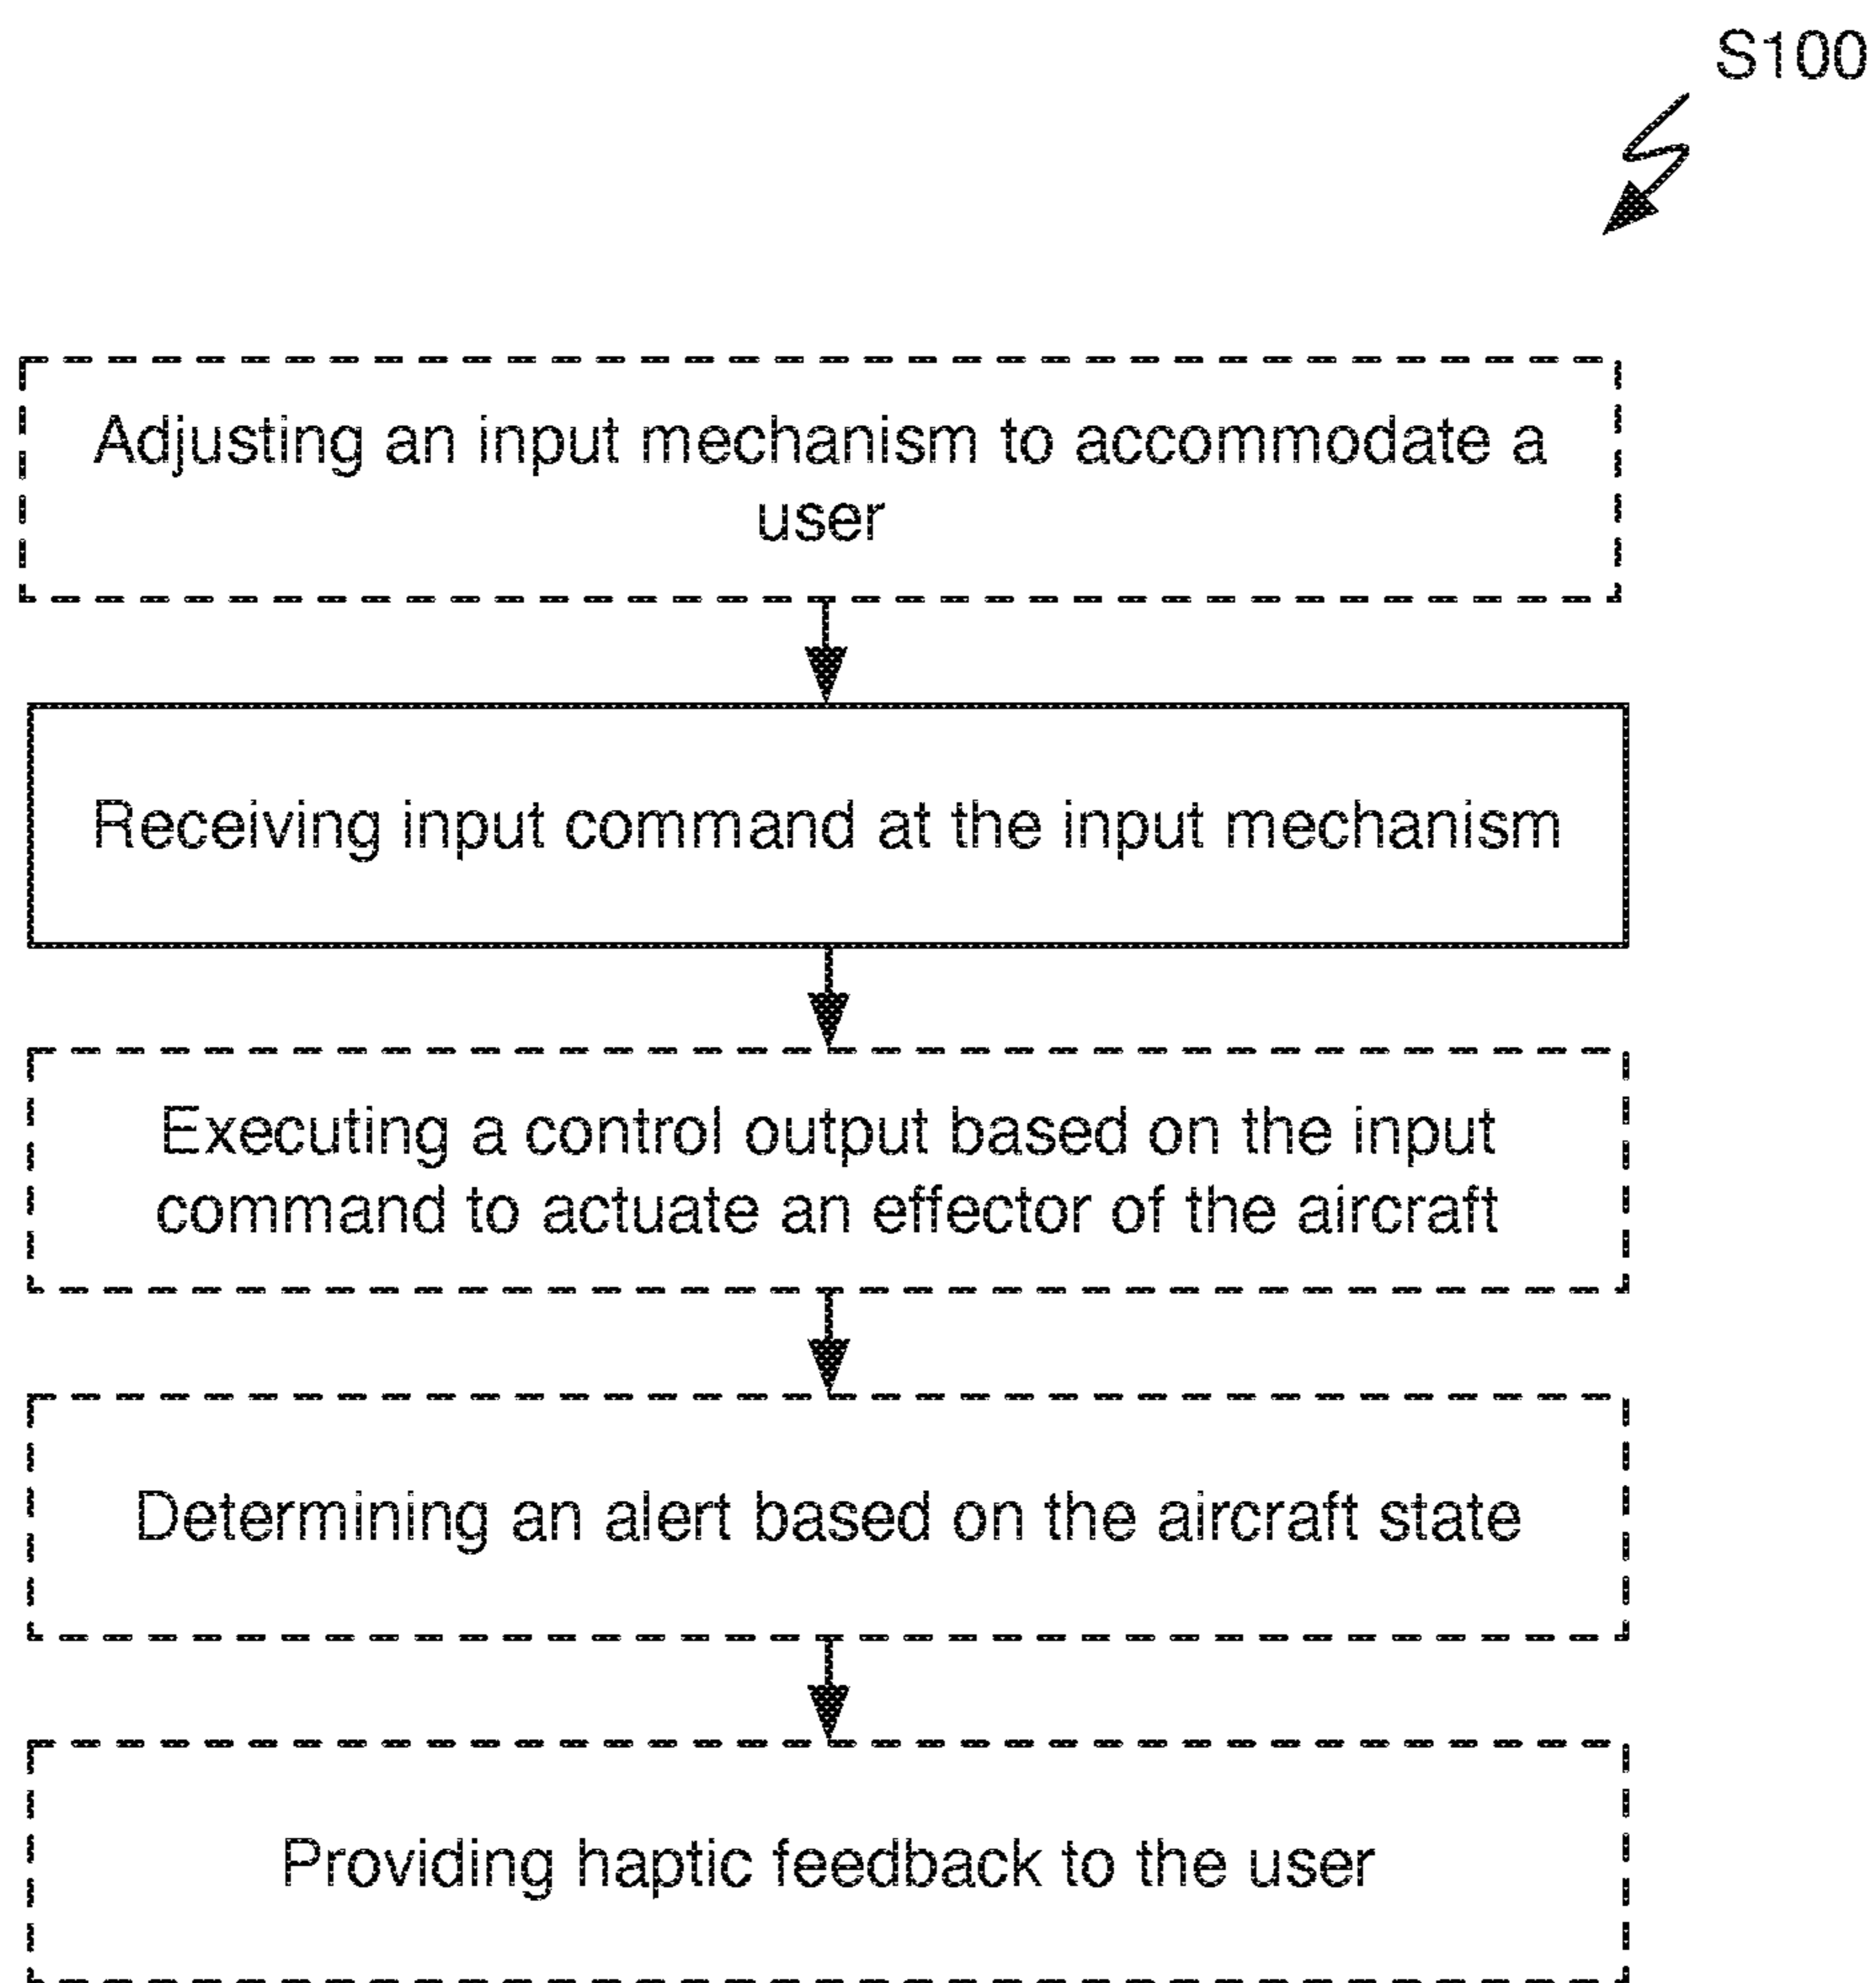 S100
Adjusting an input mechanism to accommodate a
user
Receiving input command at the input mechanism
Executing a control output based on the input
command to actuate an effector of the aircraft
Determining an alert based on the aircraft state
Providing haptic feedback to the user